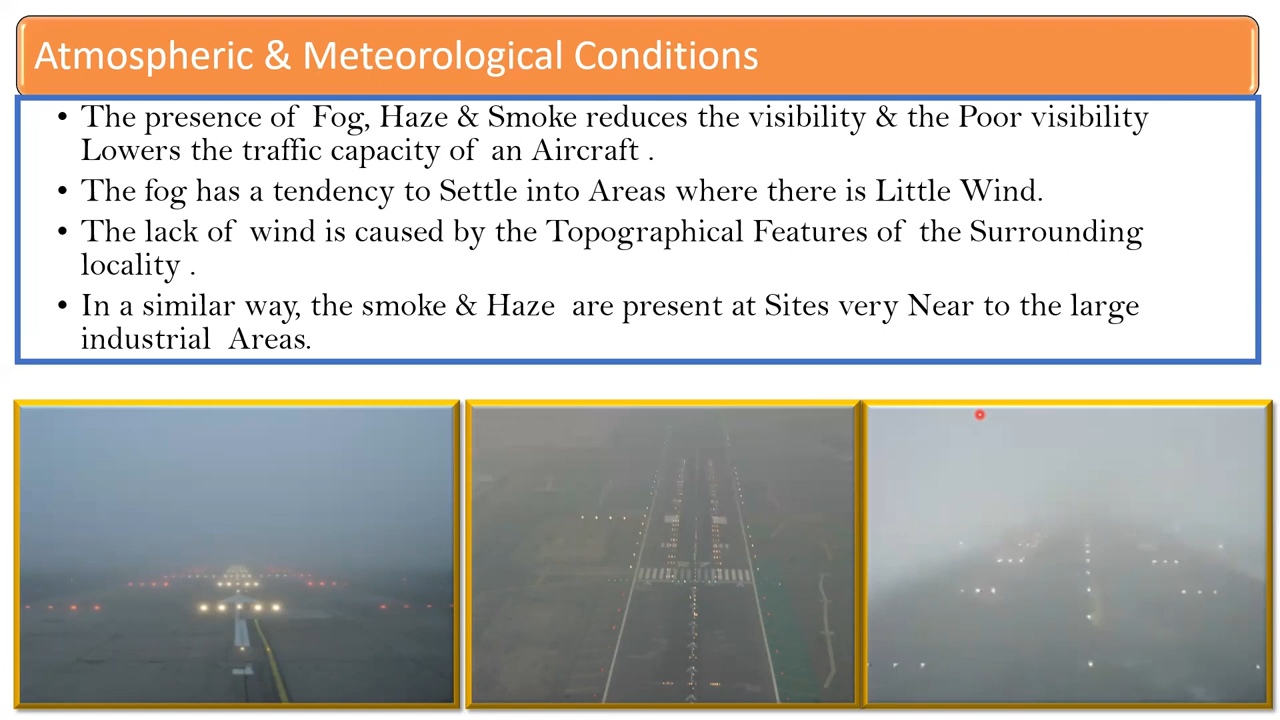 Atmospheric & Meteorological Conditions
• The presence of Fog, Haze & Smoke reduces the visibility & the Poor visibility
Lowers the traffic capacity of an Aircraft .
• The fog has a tendency to Settle into Areas where there is Little Wind.
• The lack of wind is caused by the Topographical Features of the Surrounding
locality .
• In a similar way, the smoke & Haze are present at Sites very Near to the large
industrial Areas.